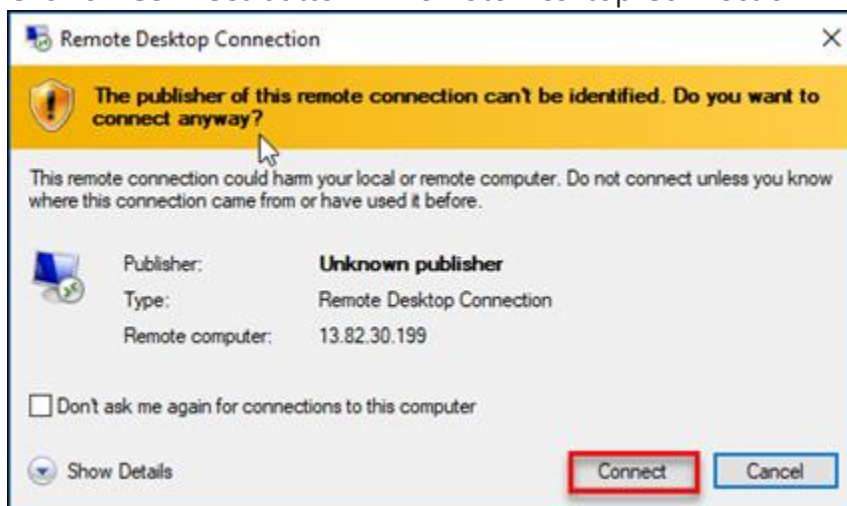 Remote Desktop Connection
The publisher of this remote connection can't be identified. Do you want to
connect anyway?
This remote connection could harm your local or remote computer. Do not connect unless you know
where this connection came from or have used it before.
Publisher: Unknown publisher
Type: Remote Desktop Connection
Remote computer: 13.82.30.199
Don't ask me again for connections to this computer
Show Details Connect Cancel